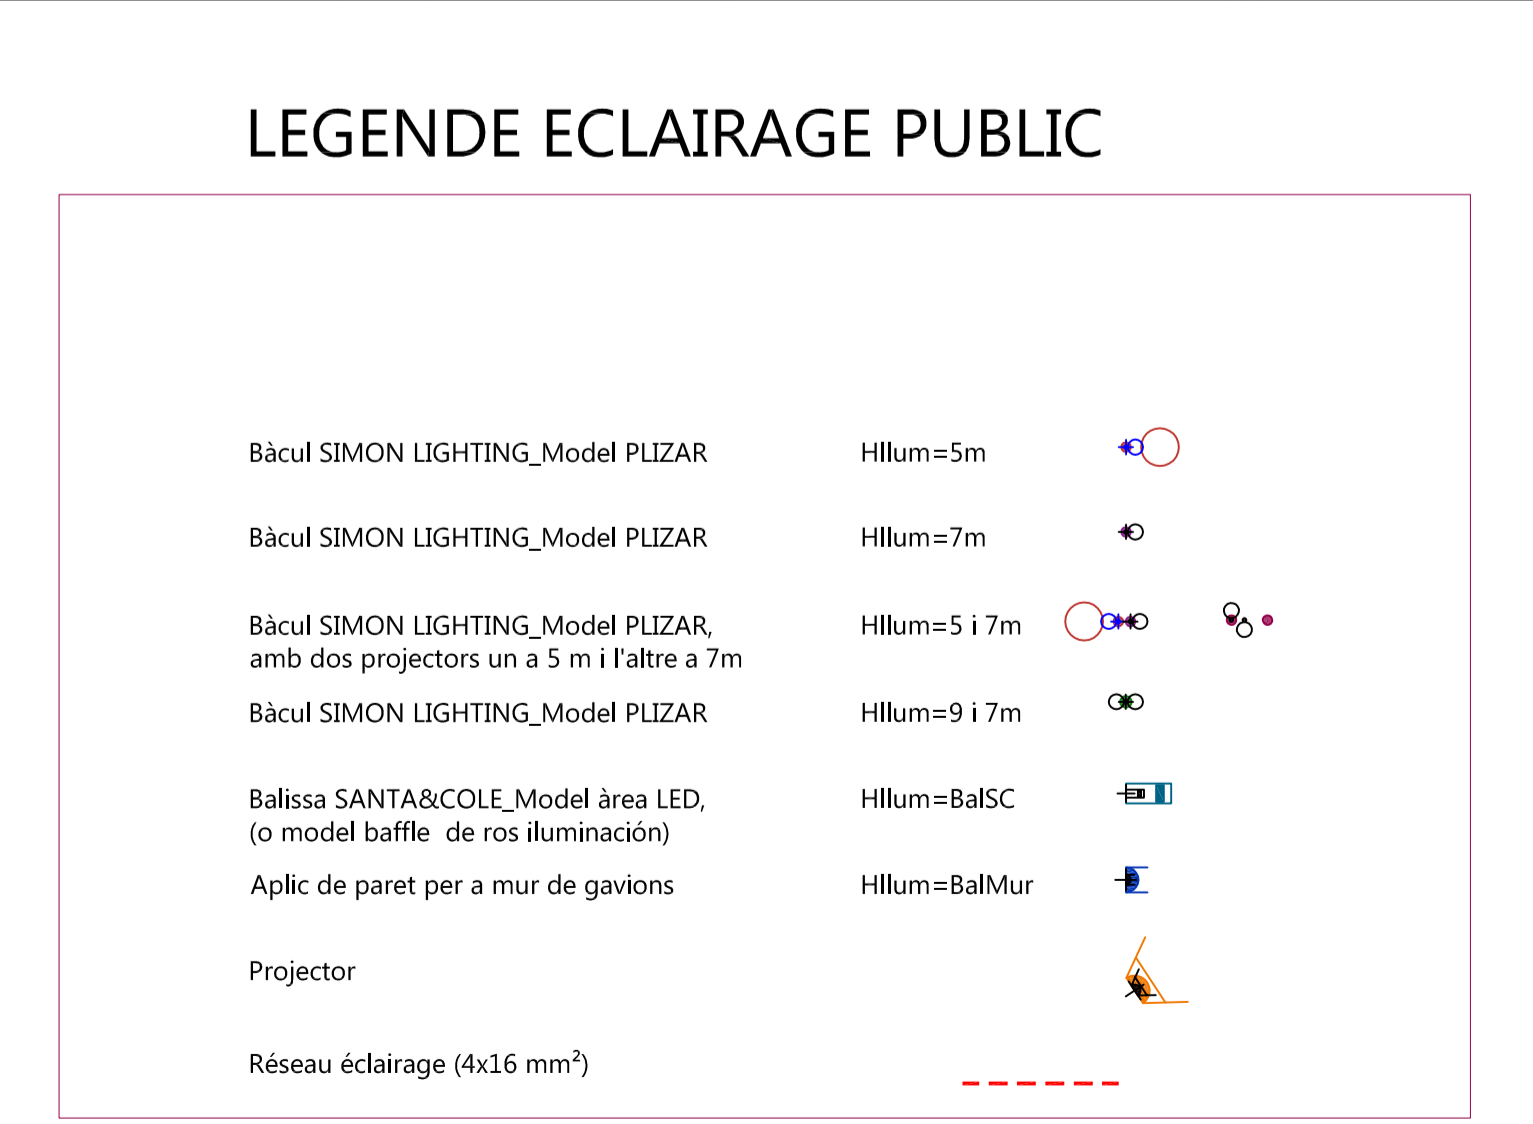 LEGENDE ECLAIRAGE PUBLIC
Bàcul SIMON LIGHTING_Model PLIZAR Hllum=5m
Bàcul SIMON LIGHTING_Model PLIZAR Hllum=7m
Bàcul SIMON LIGHTING_Model PLIZAR, Hllum=5 i 7m
amb dos projectors un a 5 m i l'altre a 7m
Bàcul SIMON LIGHTING_Model PLIZAR Hllum=9 i 7m
Balissa SANTA&COLE_Model àrea LED, Hllum=BalSC
(o model baffle de ros iluminación)
Aplic de paret per a mur de gavions Hllum=BalMur
Projector
Réseau éclairage (4x16 mm²)